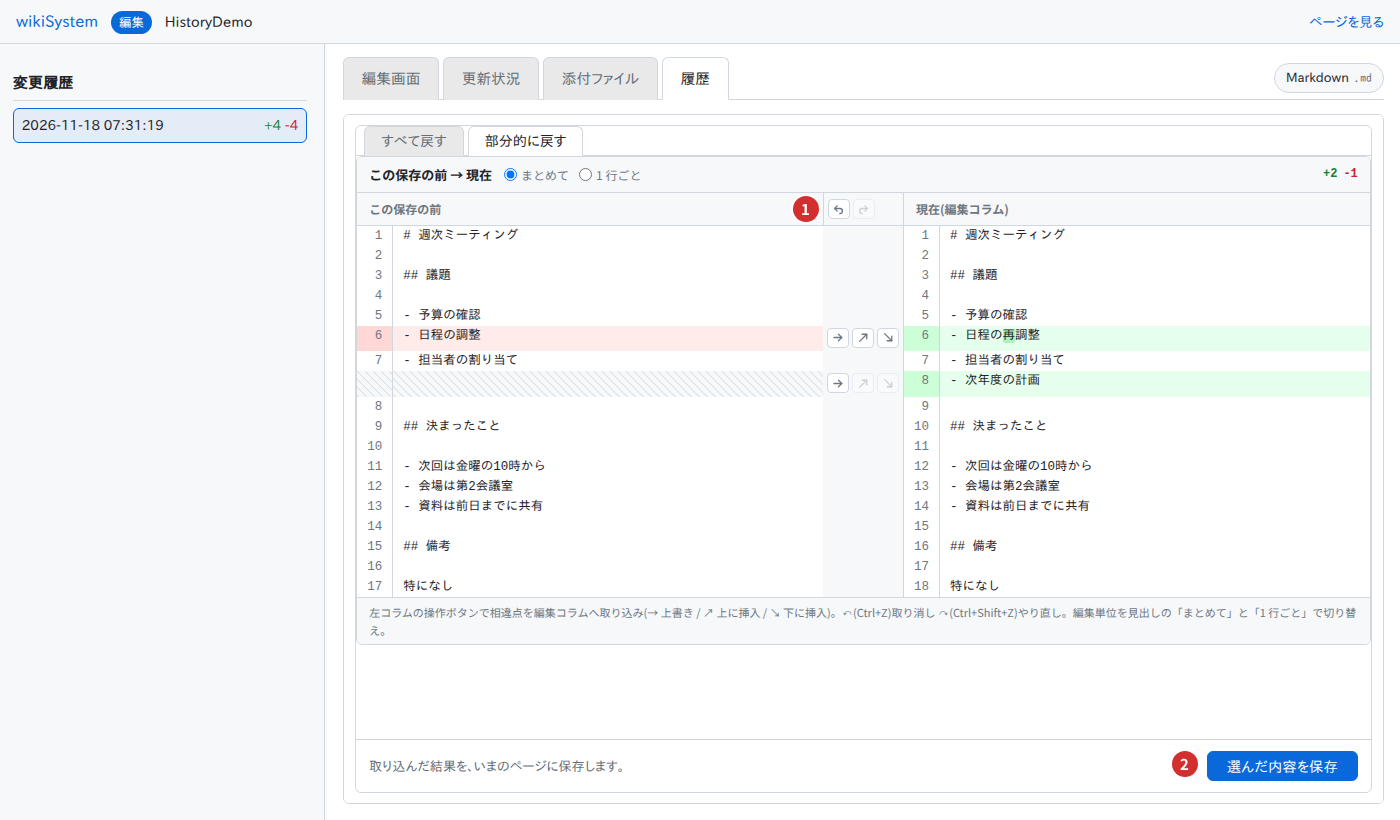 wikiSystem 編集 HistoryDemo ページを見る
変更履歴
2026-11-18 07:31:19 +4 -4
編集画面 更新状況 添付ファイル 履歴 Markdown .md
すべて戻す 部分的に戻す
この保存の前 → 現在 まとめて 1 行ごと +2 -1
この保存の前 1 現在(編集コラム)
1 # 週次ミーティング 1 # 週次ミーティング
2 2
3 ## 議題 3 ## 議題
4 4
5 - 予算の確認 5 - 予算の確認
6 - 日程の調整 → ↗ ↘ 6 - 日程の再調整
7 - 担当者の割り当て 7 - 担当者の割り当て
→ ↗ ↘ 8 - 次年度の計画
8 9
9 ## 決まったこと 10 ## 決まったこと
10 11
11 - 次回は金曜の10時から 12 - 次回は金曜の10時から
12 - 会場は第2会議室 13 - 会場は第2会議室
13 - 資料は前日までに共有 14 - 資料は前日までに共有
14 15
15 ## 備考 16 ## 備考
16 17
17 特になし 18 特になし
左コラムの操作ボタンで相違点を編集コラムへ取り込み(→ 上書き / ↗ 上に挿入 / ↘ 下に挿入)。↶(Ctrl+Z)取り消し ↷(Ctrl+Shift+Z)やり直し。編集単位を見出しの「まとめて」と「1 行ごと」で切り替
え。
取り込んだ結果を、いまのページに保存します。 2 選んだ内容を保存